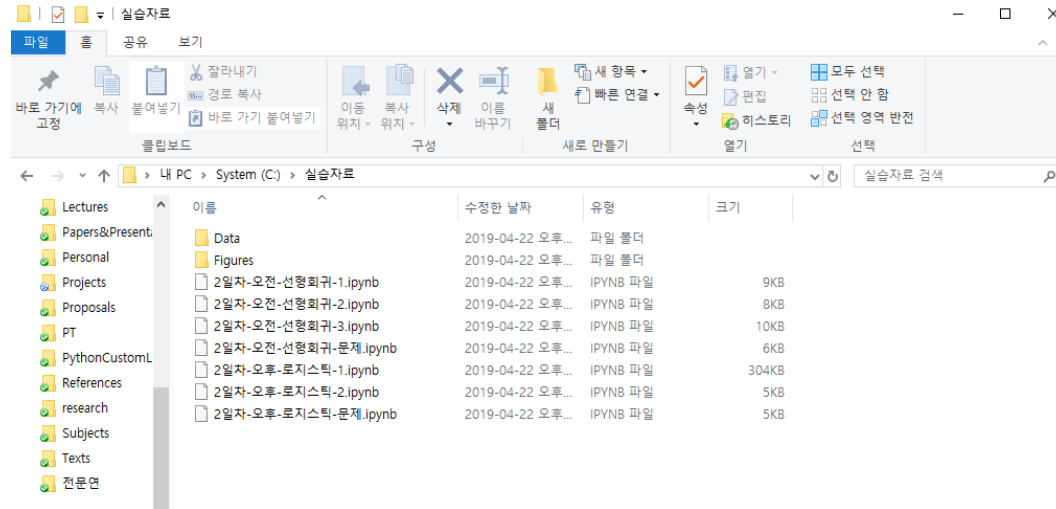 실습자료
파일 홈 공유 보기
바로 가기에 고정
복사
붙여넣기
잘라내기
경로 복사
바로 가기 붙여넣기
클립보드
이동 위치
복사 위치
삭제
이름 바꾸기
구성
새 폴더
새 항목
빠른 연결
새로 만들기
속성
열기
편집
히스토리
열기
모두 선택
선택 안 함
선택 영역 반전
선택
내 PC > System (C:) > 실습자료
실습자료 검색
Lectures
Papers&Present
Personal
Projects
Proposals
PT
PythonCustomL
References
research
Subjects
Texts
전문연
이름 수정한 날짜 유형 크기
Data 2019-04-22 오후... 파일 폴더
Figures 2019-04-22 오후... 파일 폴더
2일차-오전-선형회귀-1.ipynb 2019-04-22 오후... IPYNB 파일 9KB
2일차-오전-선형회귀-2.ipynb 2019-04-22 오후... IPYNB 파일 8KB
2일차-오전-선형회귀-3.ipynb 2019-04-22 오후... IPYNB 파일 10KB
2일차-오전-선형회귀-문제.ipynb 2019-04-22 오후... IPYNB 파일 6KB
2일차-오후-로지스틱-1.ipynb 2019-04-22 오후... IPYNB 파일 304KB
2일차-오후-로지스틱-2.ipynb 2019-04-22 오후... IPYNB 파일 5KB
2일차-오후-로지스틱-문제.ipynb 2019-04-22 오후... IPYNB 파일 5KB